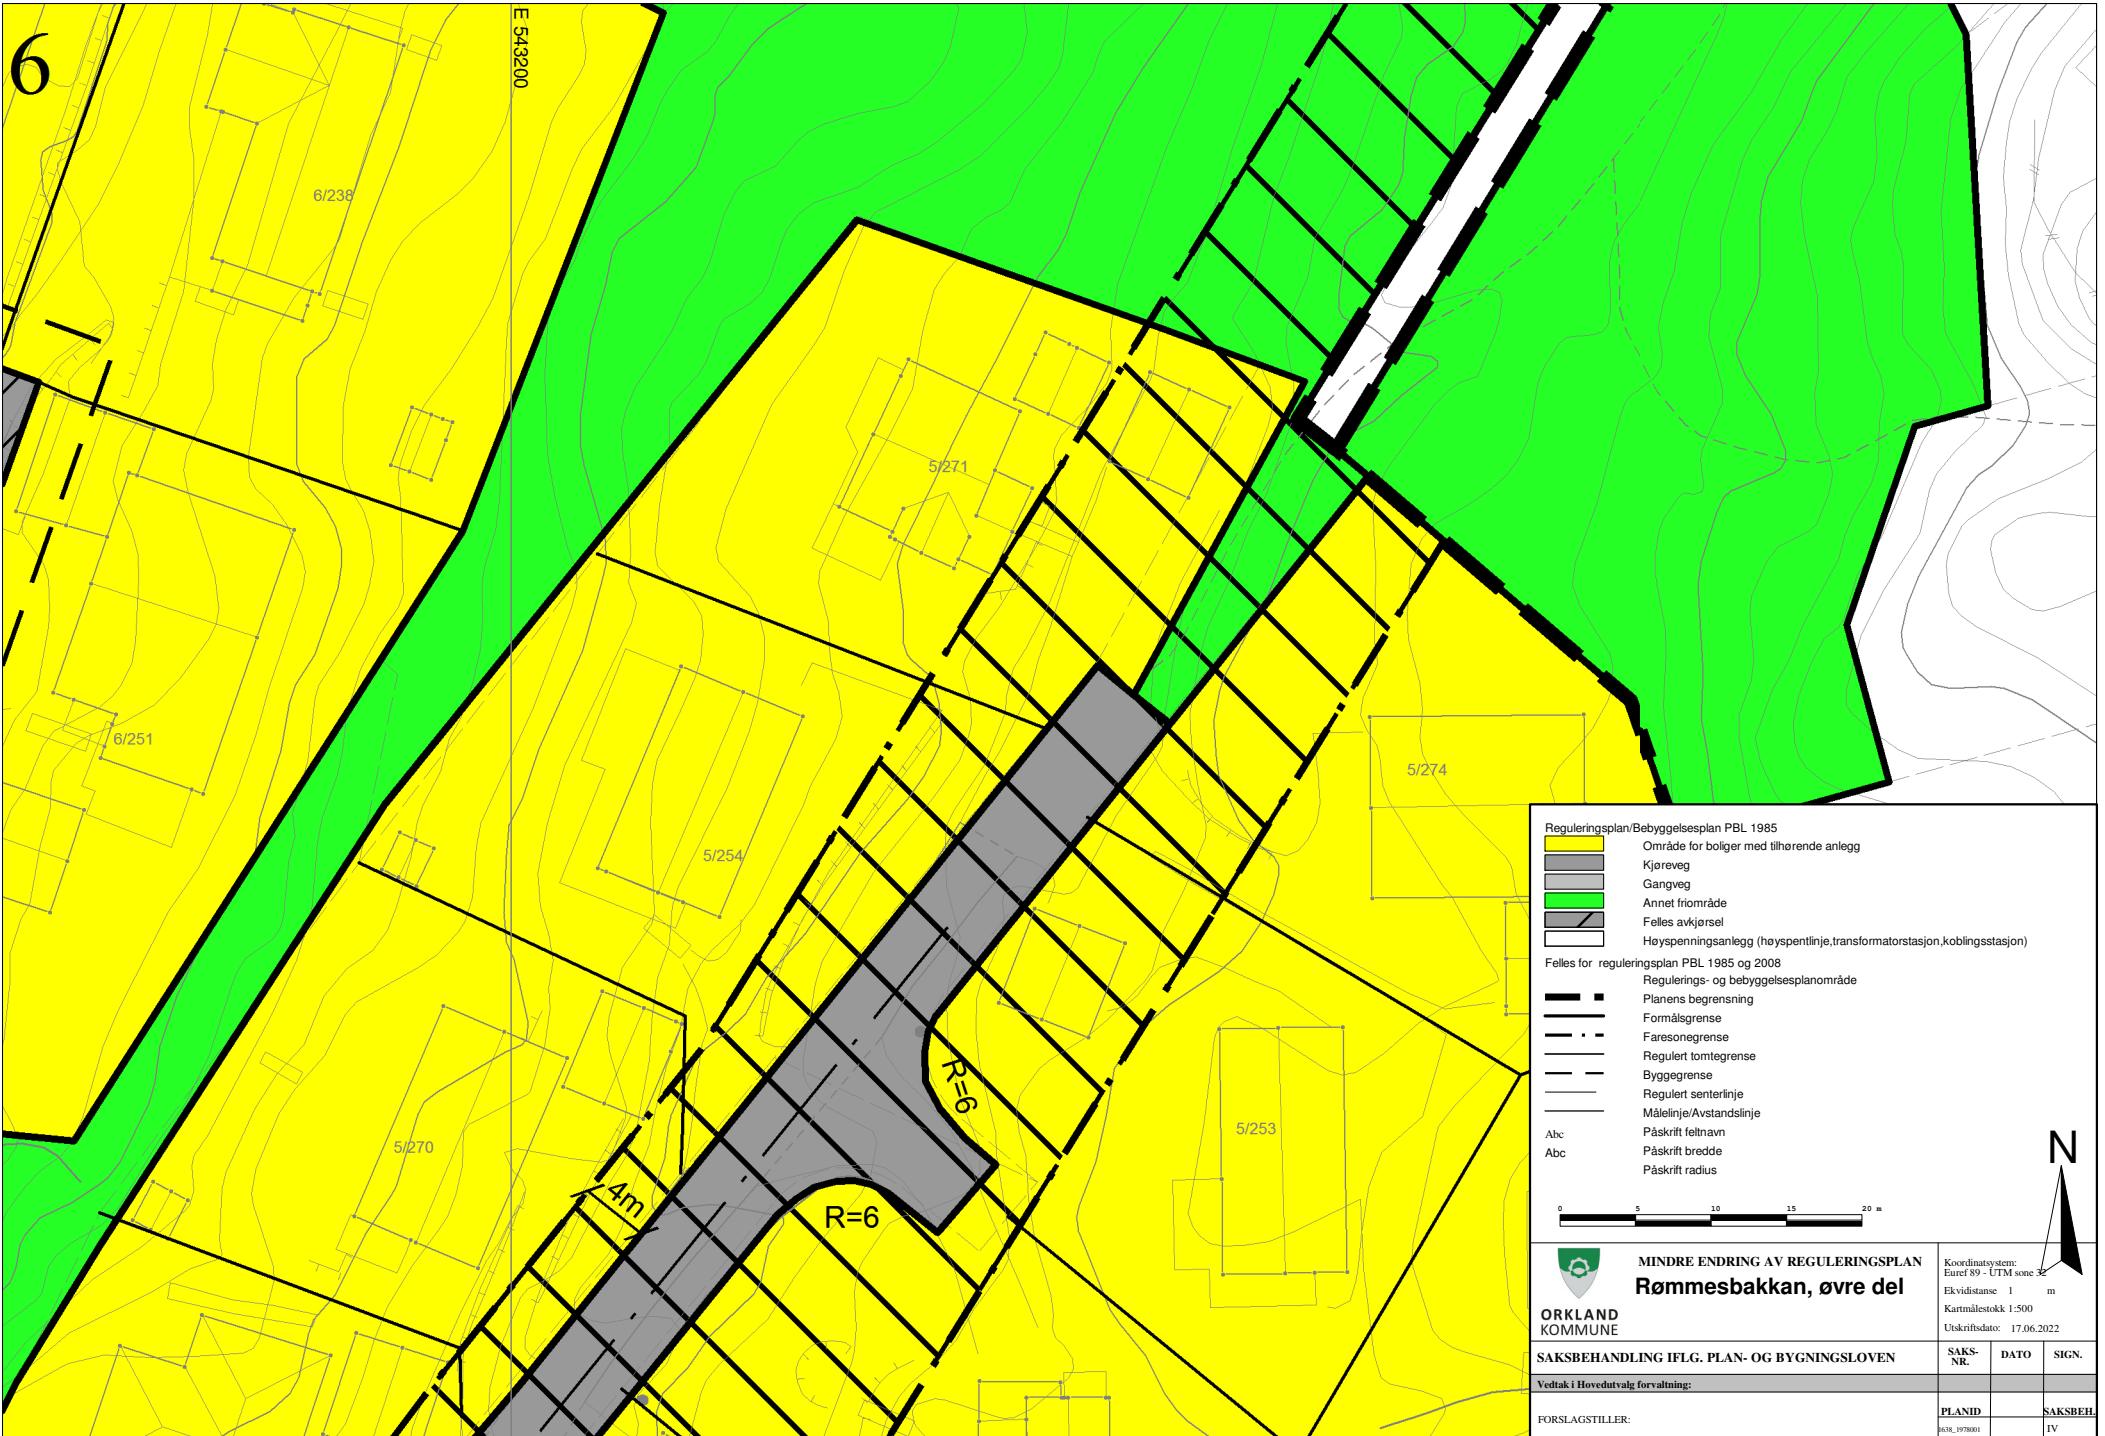 6
E 543200
6/238
5/271
6/251
5/254
5/274
5/270
5/253
R=6
R=6
4m
Reguleringsplan/Bebyggelsesplan PBL 1985
Område for boliger med tilhørende anlegg
Kjøreveg
Gangveg
Annet friområde
Felles avkjørsel
Høyspenningsanlegg (høyspentlinje,transformatorstasjon,koblingsstasjon)
Felles for reguleringsplan PBL 1985 og 2008
Regulerings- og bebyggelsesplanområde
Planens begrensning
Formålsgrense
Faresonegrense
Regulert tomtegrense
Byggegrense
Regulert senterlinje
Målelinje/Avstandslinje
Abc Påskrift feltnavn
Abc Påskrift bredde
Påskrift radius
N
0 5 10 15 20 m
ORKLAND
KOMMUNE
MINDRE ENDRING AV REGULERINGSPLAN
Rømmesbakkan, øvre del
Koordinatsystem:
Euref 89 - UTM sone 32
Ekvidistanse 1 m
Kartmålestokk 1:500
Utskriftsdato: 17.06.2022
SAKSBEHANDLING IFLG. PLAN- OG BYGNINGSLOVEN
SAKS-
NR.
DATO
SIGN.
Vedtak i Hovedutvalg forvaltning:
FORSLAGSTILLER:
PLANID
1638_1978001
SAKSBEH.
IV